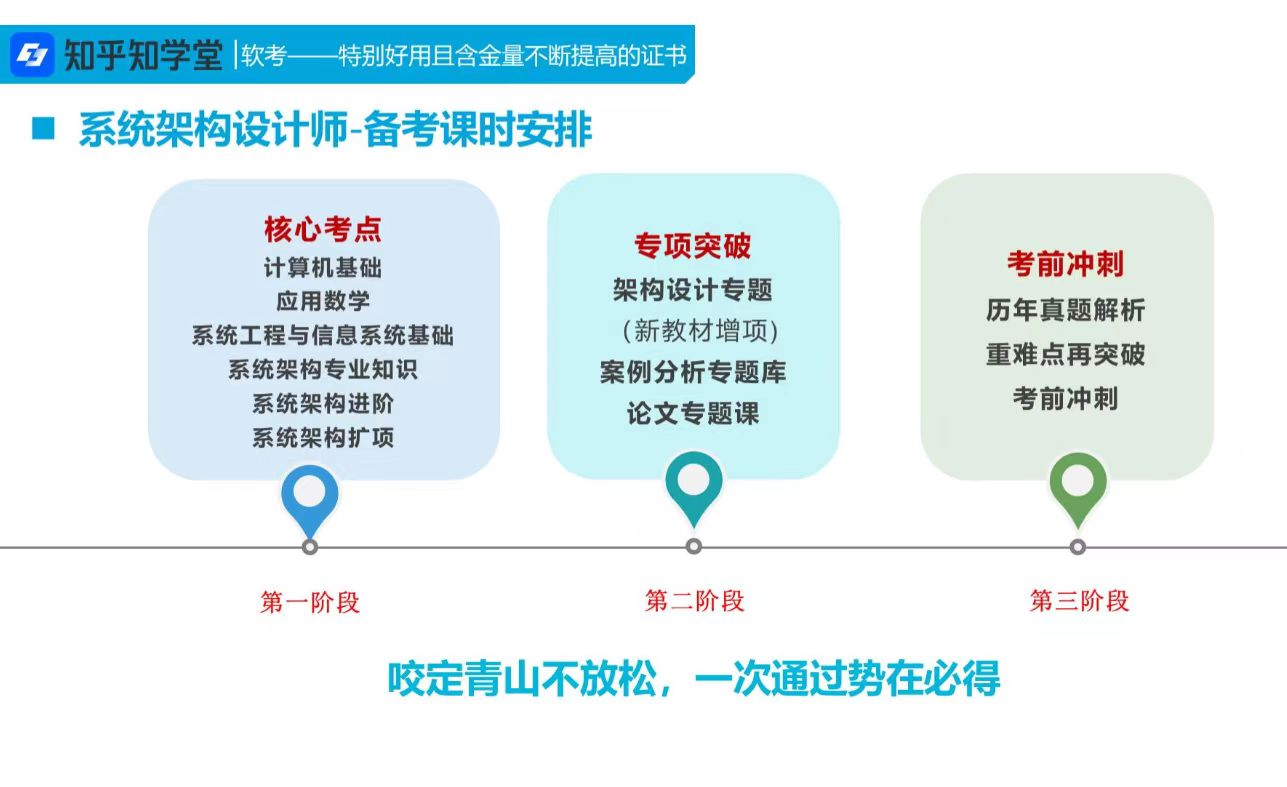 知乎知学堂 | 软考——特别好用且含金量不断提高的证书
系统架构设计师-备考课时安排
核心考点
计算机基础
应用数学
系统工程与信息系统基础
系统架构专业知识
系统架构进阶
系统架构扩项
专项突破
架构设计专题
（新教材增项）
案例分析专题库
论文专题课
考前冲刺
历年真题解析
重难点再突破
考前冲刺
第一阶段
第二阶段
第三阶段
咬定青山不放松，一次通过势在必得